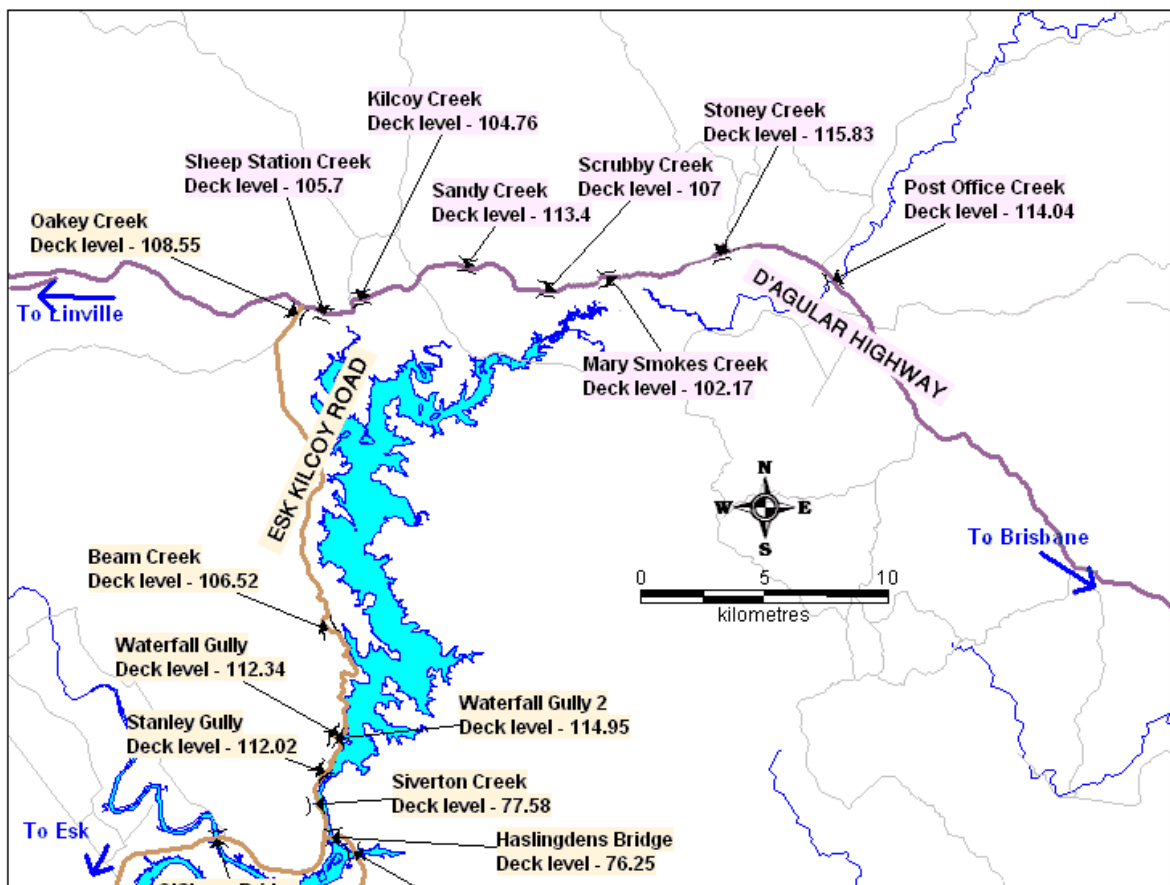 Kilcoy Creek
Deck level - 104.76
Stoney Creek
Deck level - 115.83
Sheep Station Creek
Deck level - 105.7
Scrubby Creek
Deck level - 107
Sandy Creek
Deck level - 113.4
Post Office Creek
Deck level - 114.04
Oakey Creek
Deck level - 108.55
To Linville
D'AGULAR HIGHWAY
Mary Smokes Creek
Deck level - 102.17
ESK KILCOY ROAD
N
W
E
S
To Brisbane
Beam Creek
Deck level - 106.52
0 5 10
kilometres
Waterfall Gully
Deck level - 112.34
Waterfall Gully 2
Deck level - 114.95
Stanley Gully
Deck level - 112.02
Siverton Creek
Deck level - 77.58
To Esk
Haslingdens Bridge
Deck level - 76.25